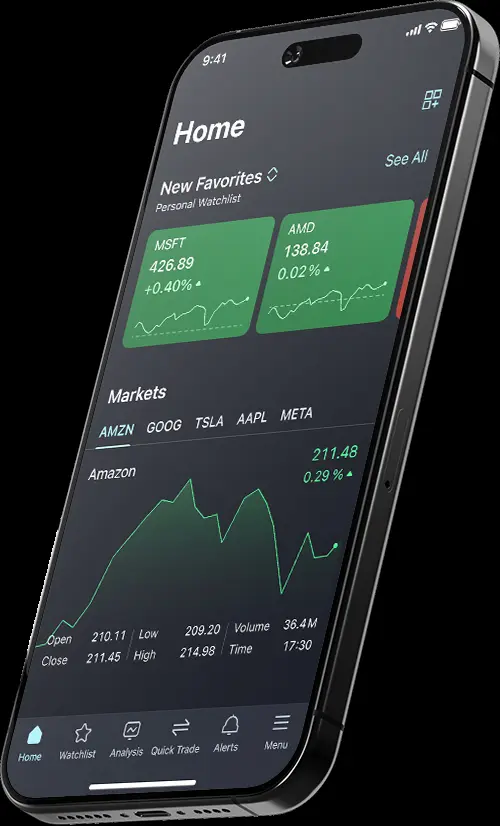 9:41
Home
See All
New Favorites
Personal Watchlist
MSFT
426.89
+0.40%
AMD
138.84
0.02%
Markets
AMZN GOOG TSLA AAPL META
Amazon
211.48
0.29%
Open 210.11 Low 209.20 Volume 36.4M
Close 211.45 High 214.98 Time 17:30
Home Watchlist Analysis Quick Trade Alerts Menu